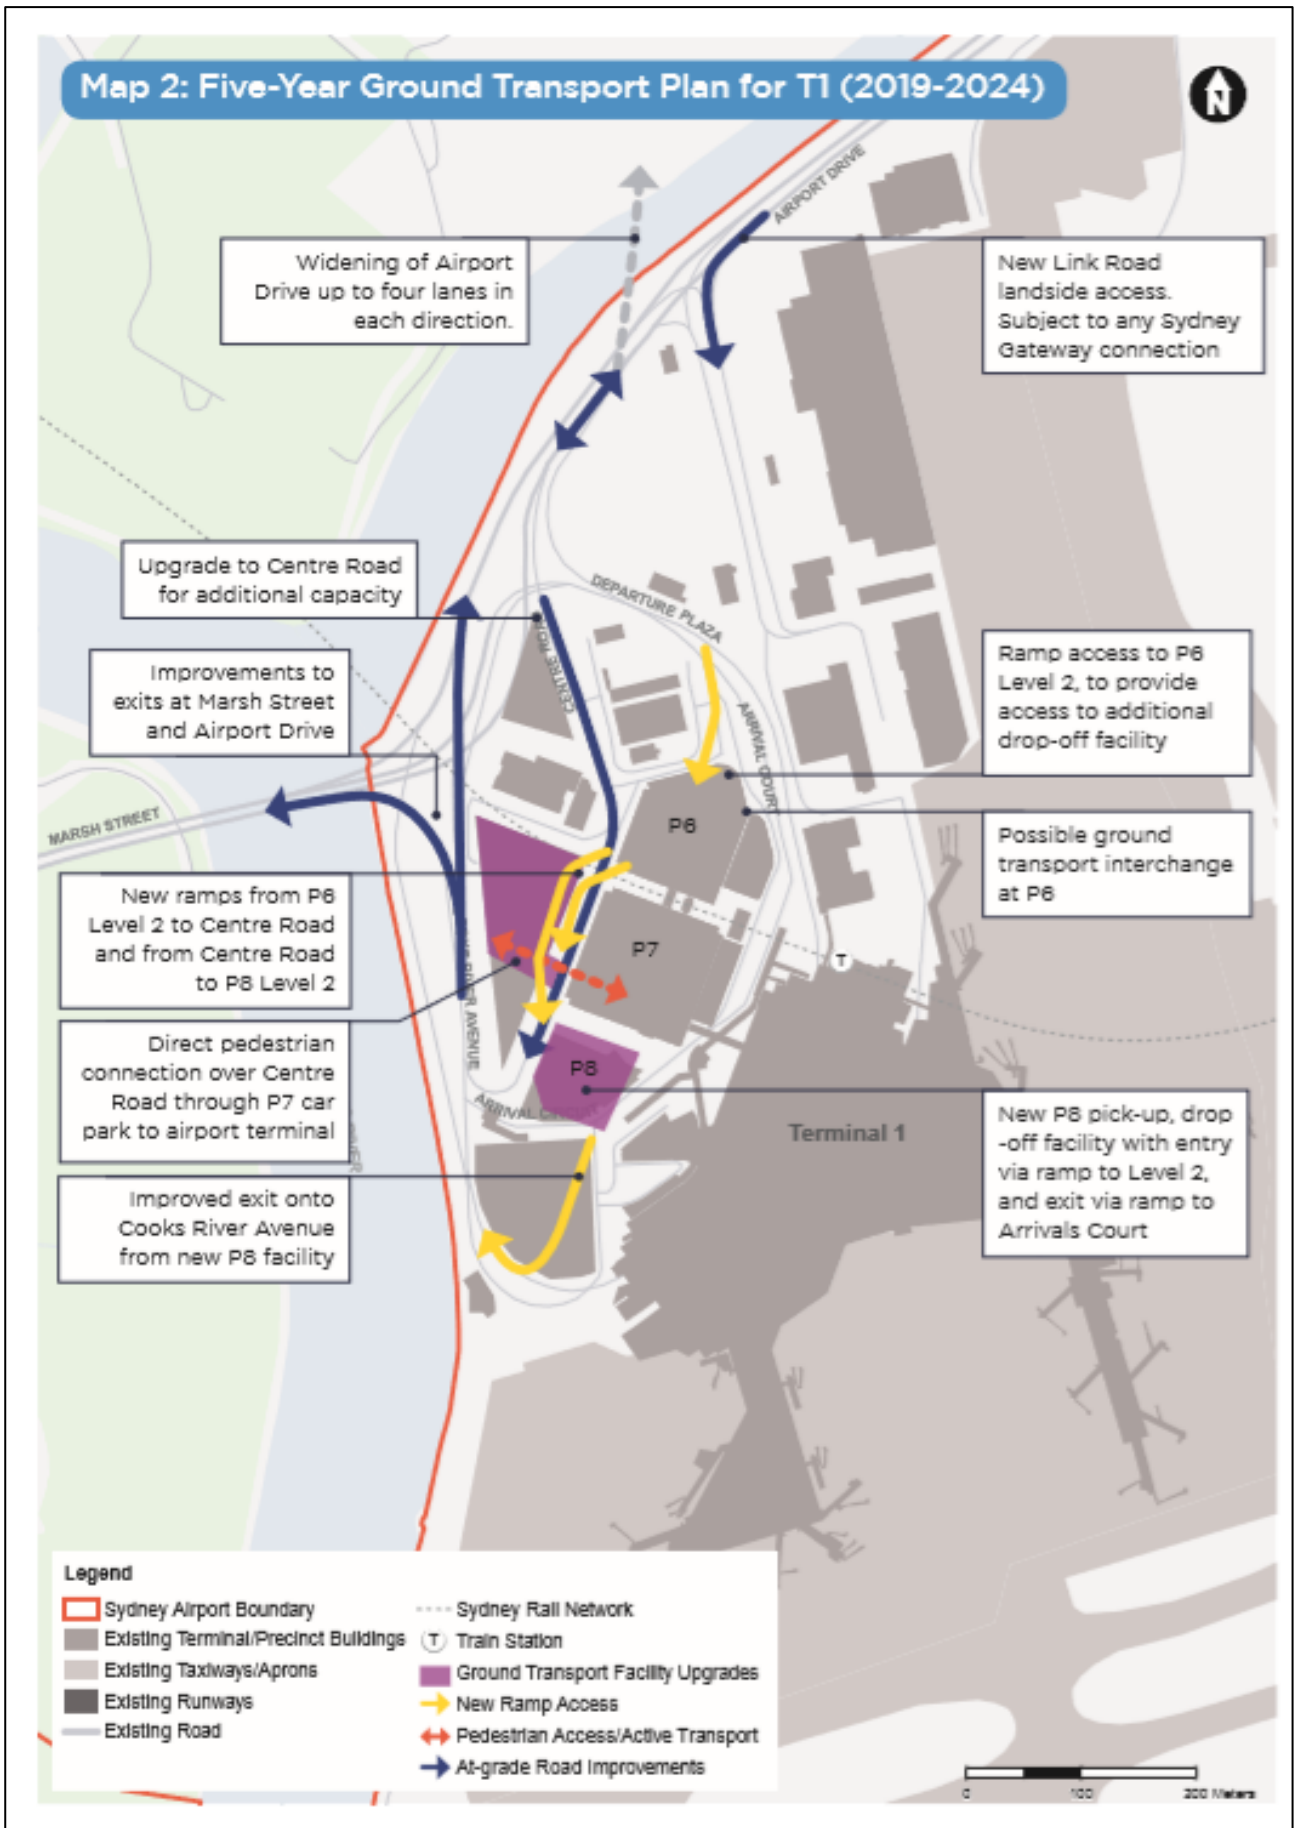 Map 2: Five-Year Ground Transport Plan for T1 (2019-2024)
N
AIRPORT DRIVE
Widening of Airport
Drive up to four lanes in
each direction.
New Link Road
landside access.
Subject to any Sydney
Gateway connection
Upgrade to Centre Road
for additional capacity
DEPARTURE PLAZA
CENTRE ROAD
Improvements to
exits at Marsh Street
and Airport Drive
Ramp access to P6
Level 2, to provide
access to additional
drop-off facility
ARRIVAL COURT
MARSH STREET
P6
Possible ground
transport interchange
at P6
New ramps from P6
Level 2 to Centre Road
and from Centre Road
to P8 Level 2
P7
T
RIVER AVENUE
Direct pedestrian
connection over Centre
Road through P7 car
park to airport terminal
P8
ARRIVAL CIRCUIT
Terminal 1
New P8 pick-up, drop
-off facility with entry
via ramp to Level 2,
and exit via ramp to
Arrivals Court
Improved exit onto
Cooks River Avenue
from new P8 facility
Legend
Sydney Airport Boundary
Existing Terminal/Precinct Buildings
Existing Taxiways/Aprons
Existing Runways
Existing Road
Sydney Rail Network
T Train Station
Ground Transport Facility Upgrades
New Ramp Access
Pedestrian Access/Active Transport
At-grade Road Improvements
0 100 200 Meters